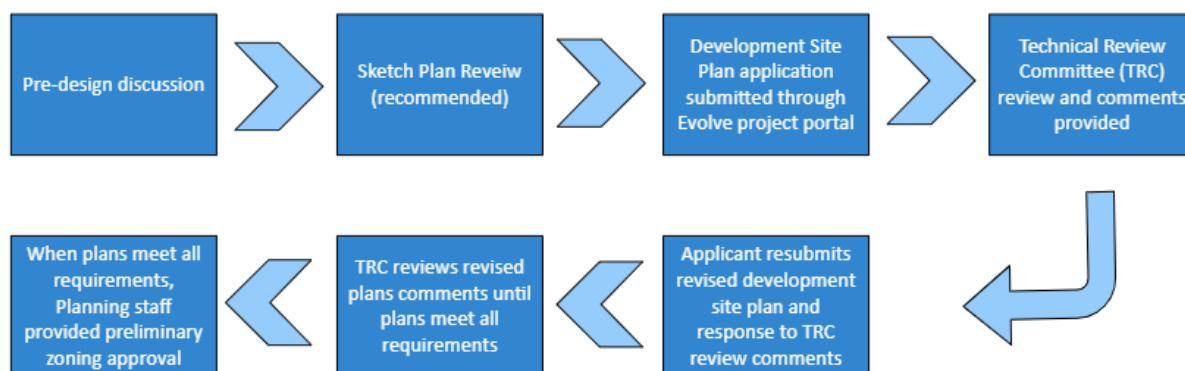 Pre-design discussion
Sketch Plan Reveiw
(recommended)
Development Site
Plan application
submitted through
Evolve project portal
Technical Review
Committee (TRC)
review and comments
provided
When plans meet all
requirements,
Planning staff
provided preliminary
zoning approval
TRC reviews revised
plans comments until
plans meet all
requirements
Applicant resubmits
revised development
site plan and
response to TRC
review comments